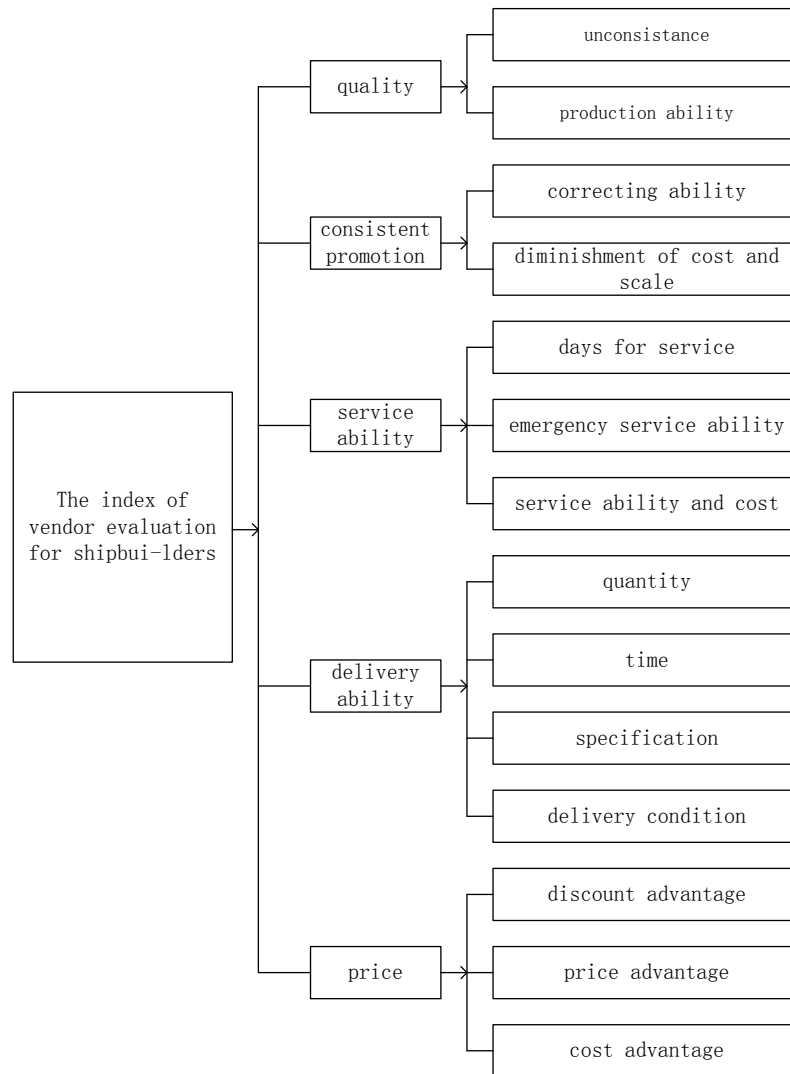 The index of
vendor evaluation
for shipbui-lders
quality
unconsistance
production ability
consistent
promotion
correcting ability
diminishment of cost and
scale
service
ability
days for service
emergency service ability
service ability and cost
delivery
ability
quantity
time
specification
delivery condition
price
discount advantage
price advantage
cost advantage